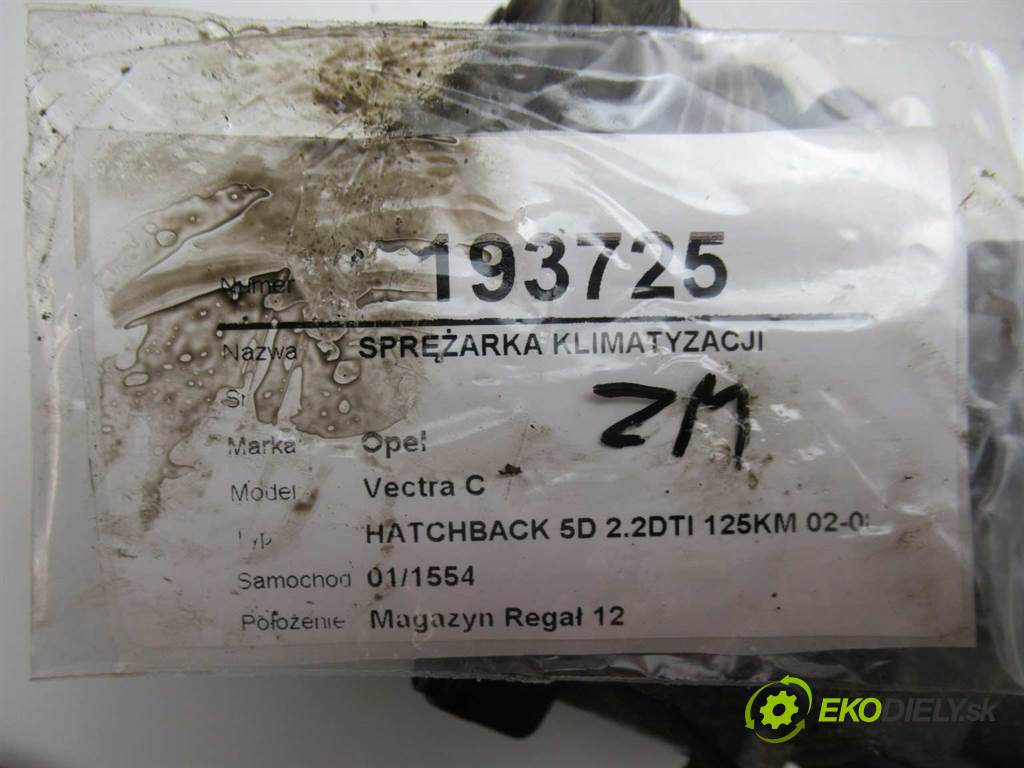 Numer 193725
Nazwa SPRĘŻARKA KLIMATYZACJI
ZM
Marka Opel
Model Vectra C
HATCHBACK 5D 2.2DTI 125KM 02-0
Samochod 01/1554
Położenie Magazyn Regał 12
EKODIELY.sk